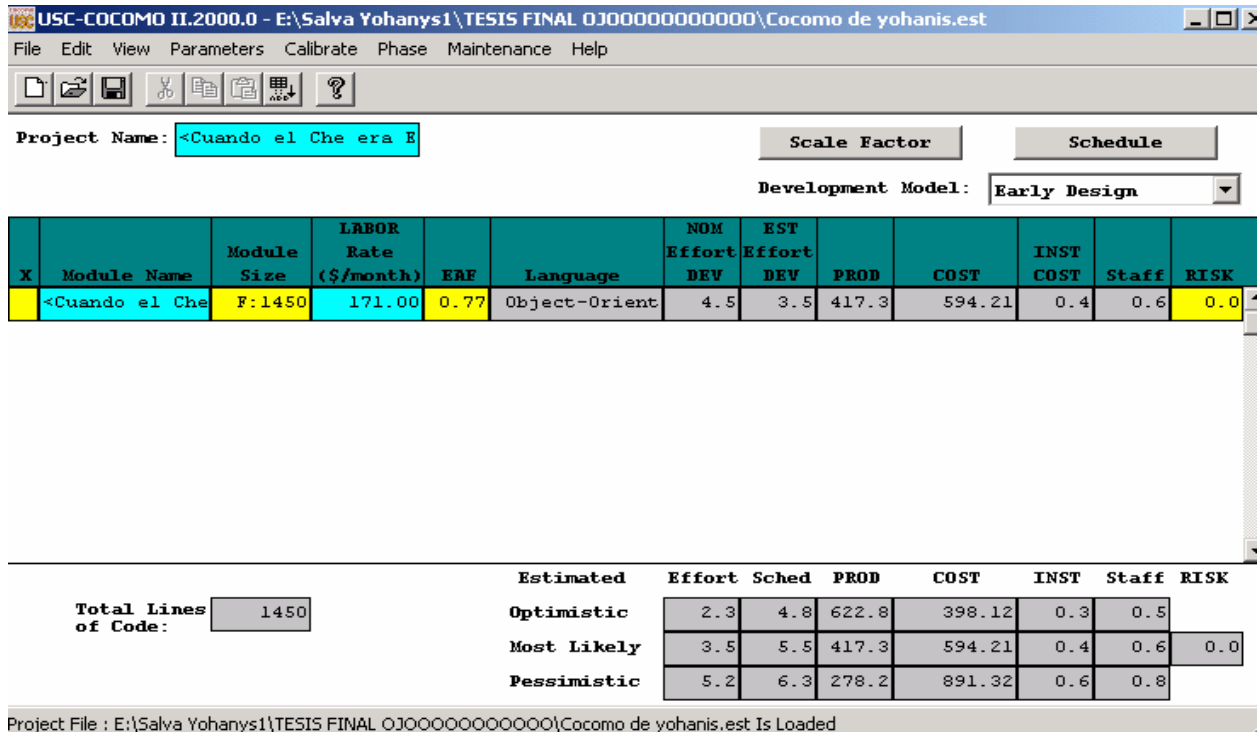 USC-COCOMO II.2000.0 - E:\Salva Yohanys1\TESIS FINAL OJOOOOOOOOOOO\Cocomo de yohanis.est
File Edit View Parameters Calibrate Phase Maintenance Help
Project Name: <Cuando el Che era E
Scale Factor
Schedule
Development Model: Early Design
X Module Name Module Size LABOR Rate ($/month) EAF Language NOM Effort DEV EST Effort DEV PROD COST INST COST Staff RISK
<Cuando el Che F:1450 171.00 0.77 Object-Orient 4.5 3.5 417.3 594.21 0.4 0.6 0.0
Estimated Effort Sched PROD COST INST Staff RISK
Total Lines of Code: 1450
Optimistic 2.3 4.8 622.8 398.12 0.3 0.5
Most Likely 3.5 5.5 417.3 594.21 0.4 0.6 0.0
Pessimistic 5.2 6.3 278.2 891.32 0.6 0.8
Project File : E:\Salva Yohanys1\TESIS FINAL OJOOOOOOOOOOO\Cocomo de yohanis.est Is Loaded